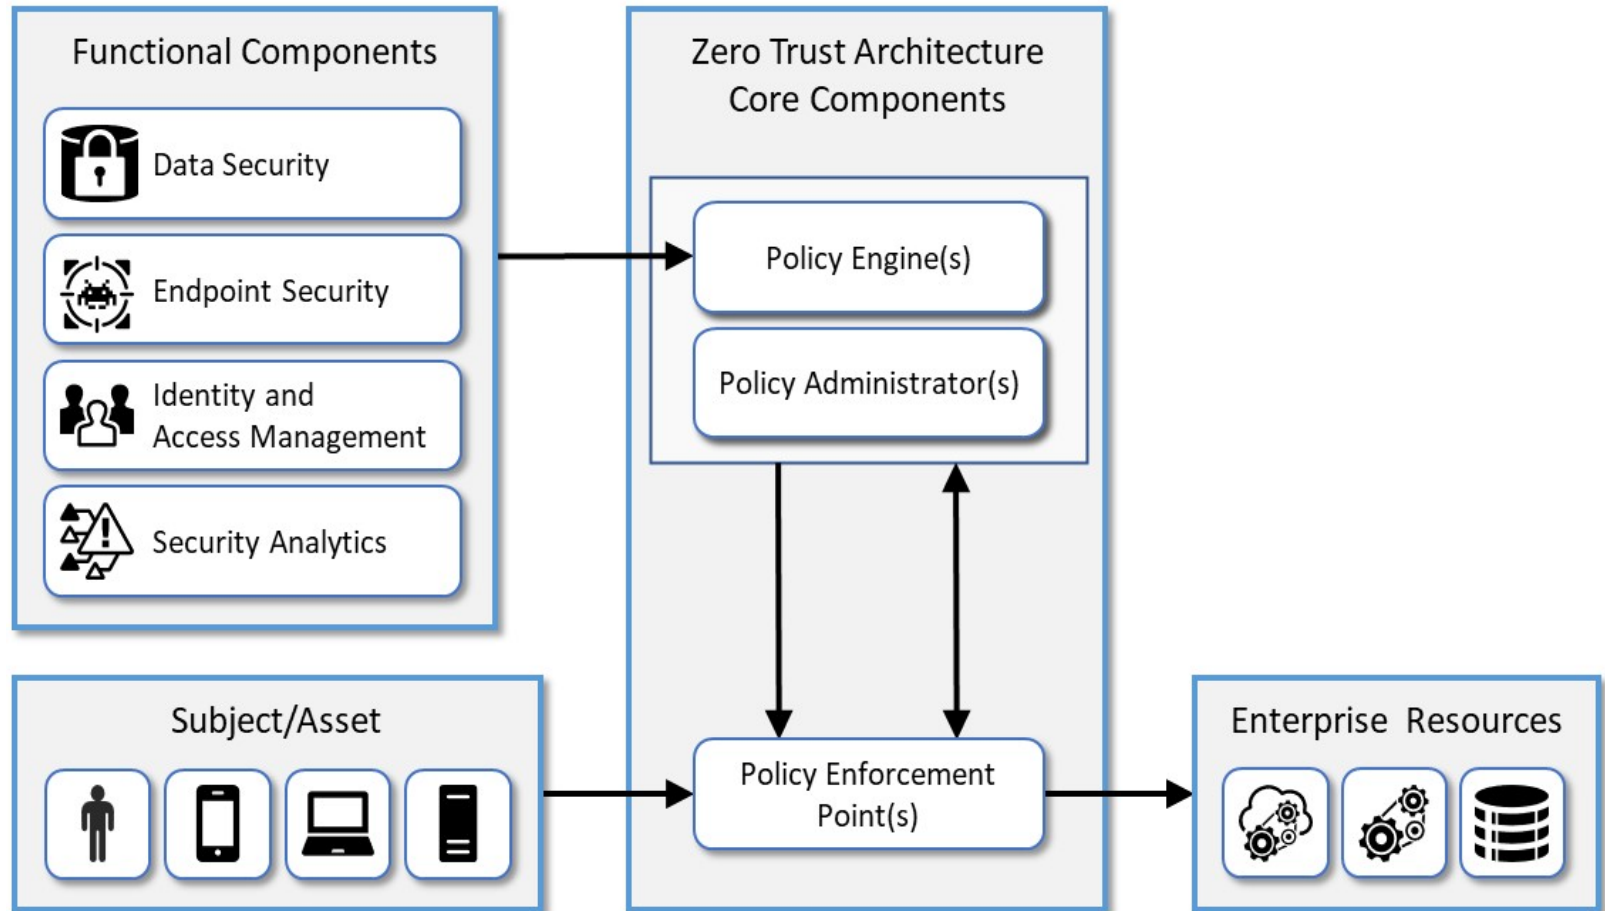 Functional Components
Data Security
Endpoint Security
Identity and
Access Management
Security Analytics
Zero Trust Architecture
Core Components
Policy Engine(s)
Policy Administrator(s)
Subject/Asset
Policy Enforcement
Point(s)
Enterprise Resources